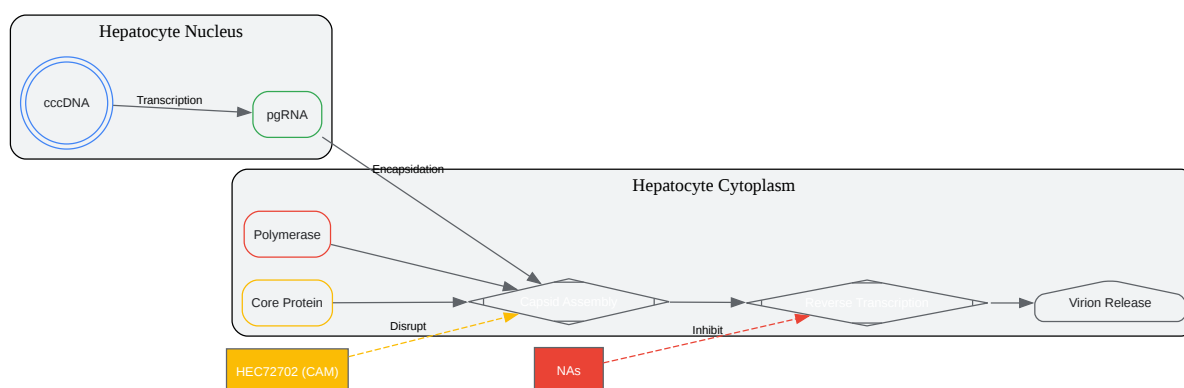 Hepatocyte Nucleus
cccDNA
Transcription
pgRNA
Encapsidation
Hepatocyte Cytoplasm
Polymerase
Core Protein
Capsid Assembly
Reverse Transcription
Virion Release
Disrupt
Inhibit
HEC72702 (CAM)
NAs